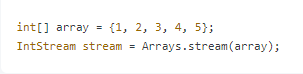 int[] array = {1, 2, 3, 4, 5};
IntStream stream = Arrays.stream(array);